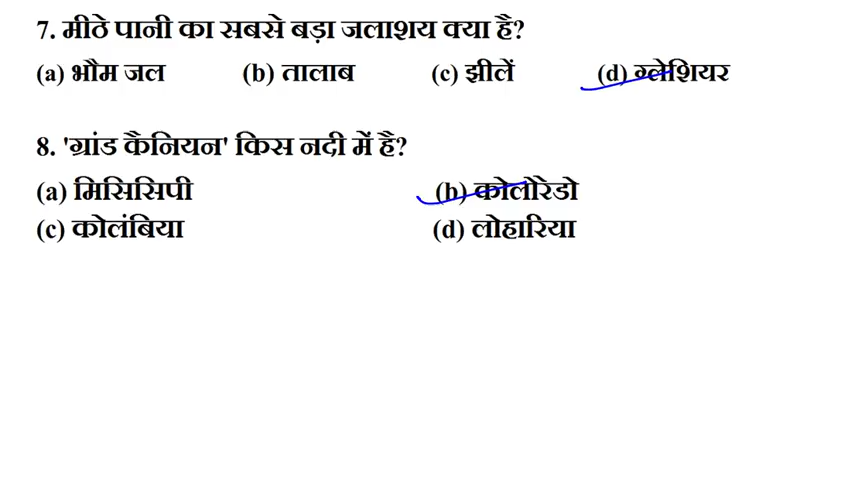 7. मीठे पानी का सबसे बड़ा जलाशय क्या है?
(a) भौम जल (b) तालाब (c) झीलें (d) ग्लेशियर
8. 'ग्रांड कैनियन' किस नदी में है?
(a) मिसिसिपी (b) कोलौरेडो
(c) कोलंबिया (d) लोहारिया